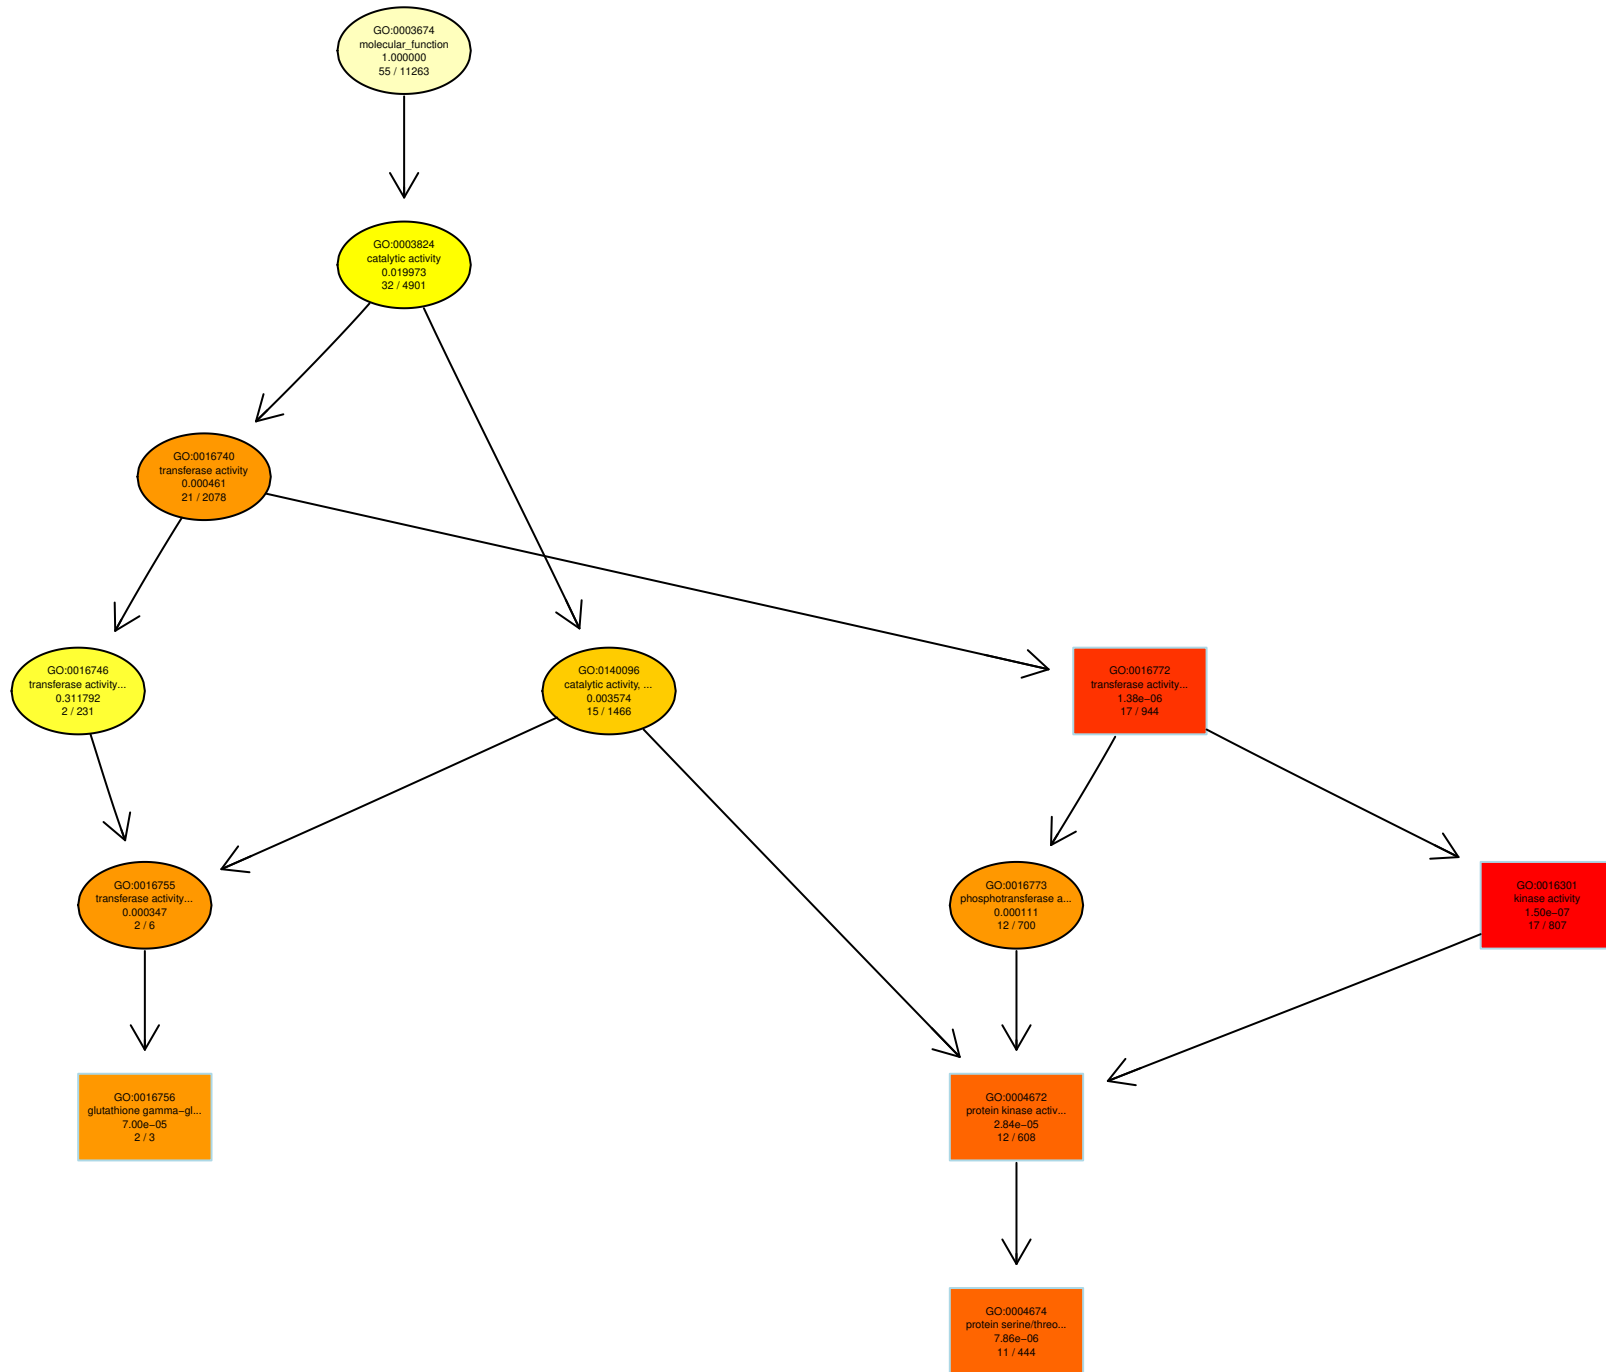 GO:0003674
molecular_function
1.000000
55 / 11263
GO:0003824
catalytic activity
0.019973
32 / 4901
GO:0016740
transferase activity
0.000461
21 / 2078
GO:0016746
transferase activity...
0.311792
2 / 231
GO:0140096
catalytic activity, ...
0.003574
15 / 1466
GO:0016772
transferase activity...
1.38e−06
17 / 944
GO:0016755
transferase activity...
0.000347
2 / 6
GO:0016773
phosphotransferase a...
0.000111
12 / 700
GO:0016301
kinase activity
1.50e−07
17 / 807
GO:0016756
glutathione gamma−gl...
7.00e−05
2 / 3
GO:0004672
protein kinase activ...
2.84e−05
12 / 608
GO:0004674
protein serine/threo...
7.86e−06
11 / 444